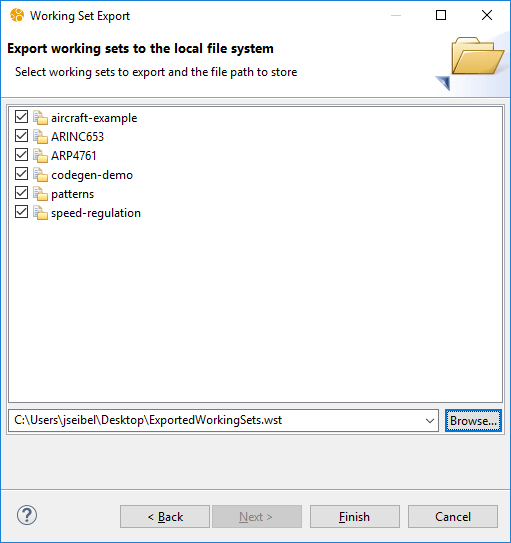 Working Set Export
Export working sets to the local file system
Select working sets to export and the file path to store
aircraft-example
ARINC653
ARP4761
codegen-demo
patterns
speed-regulation
C:\Users\jseibel\Desktop\ExportedWorkingSets.wst
Browse...
?
< Back
Next >
Finish
Cancel